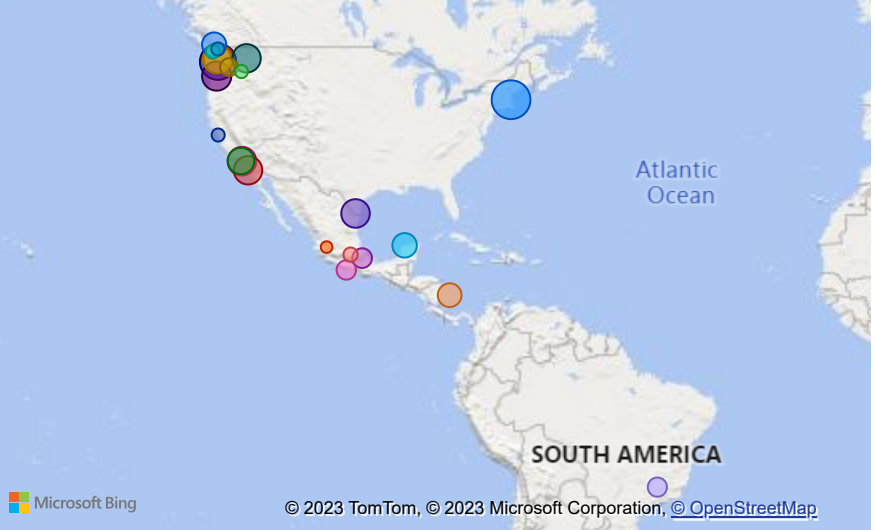 Atlantic
Ocean
SOUTH AMERICA
Microsoft Bing
© 2023 TomTom, © 2023 Microsoft Corporation, © OpenStreetMap